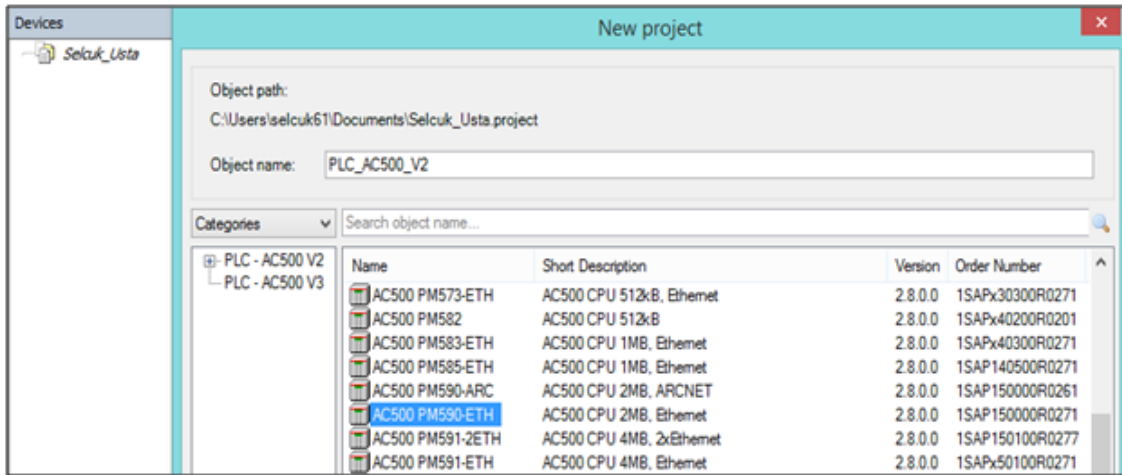 Devices
New project
Selcuk_Usta
Object path:
C:\Users\selcuk61\Documents\Selcuk_Usta.project
Object name: PLC_AC500_V2
Categories Search object name...
PLC - AC500 V2
PLC - AC500 V3
Name Short Description Version Order Number
AC500 PM573-ETH AC500 CPU 512kB, Ethernet 2.8.0.0 1SAPx30300R0271
AC500 PM582 AC500 CPU 512kB 2.8.0.0 1SAPx40200R0201
AC500 PM583-ETH AC500 CPU 1MB, Ethernet 2.8.0.0 1SAPx40300R0271
AC500 PM585-ETH AC500 CPU 1MB, Ethernet 2.8.0.0 1SAP140500R0271
AC500 PM590-ARC AC500 CPU 2MB, ARCNET 2.8.0.0 1SAP150000R0261
AC500 PM590-ETH AC500 CPU 2MB, Ethernet 2.8.0.0 1SAP150000R0271
AC500 PM591-2ETH AC500 CPU 4MB, 2xEthernet 2.8.0.0 1SAP150100R0277
AC500 PM591-ETH AC500 CPU 4MB, Ethernet 2.8.0.0 1SAPx50100R0271